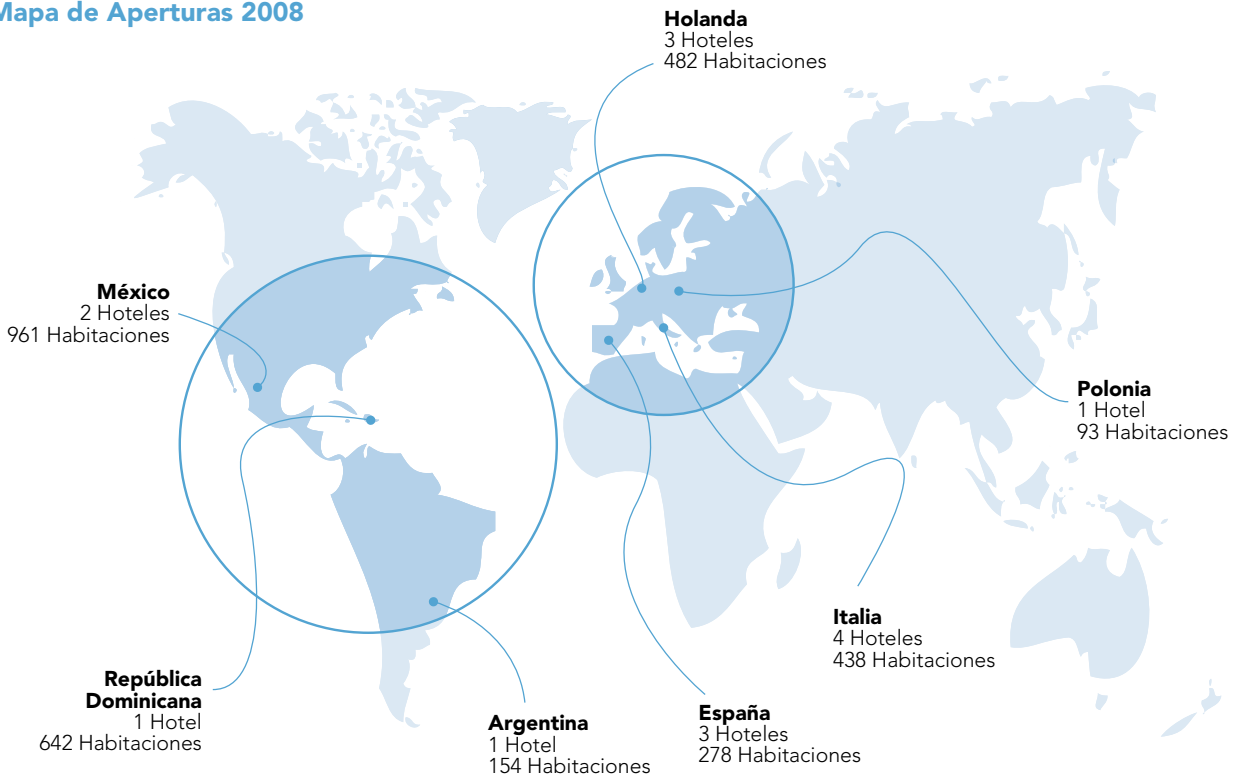 Mapa de Aperturas 2008
Holanda
3 Hoteles
482 Habitaciones
México
2 Hoteles
961 Habitaciones
Polonia
1 Hotel
93 Habitaciones
Italia
4 Hoteles
438 Habitaciones
República
Dominicana
1 Hotel
642 Habitaciones
Argentina
1 Hotel
154 Habitaciones
España
3 Hoteles
278 Habitaciones